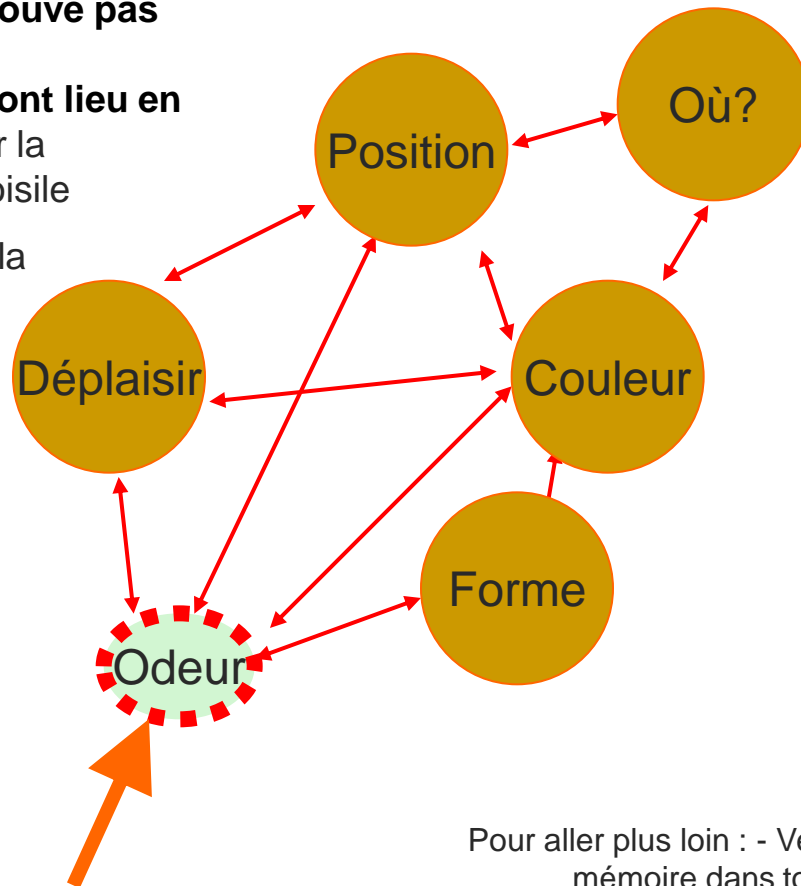 ouve pas
ont lieu en
r la
oisile
la
Où?
Position
Déplaisir
Couleur
Forme
Odeur
Pour aller plus loin : - Ve
mémoire dans to